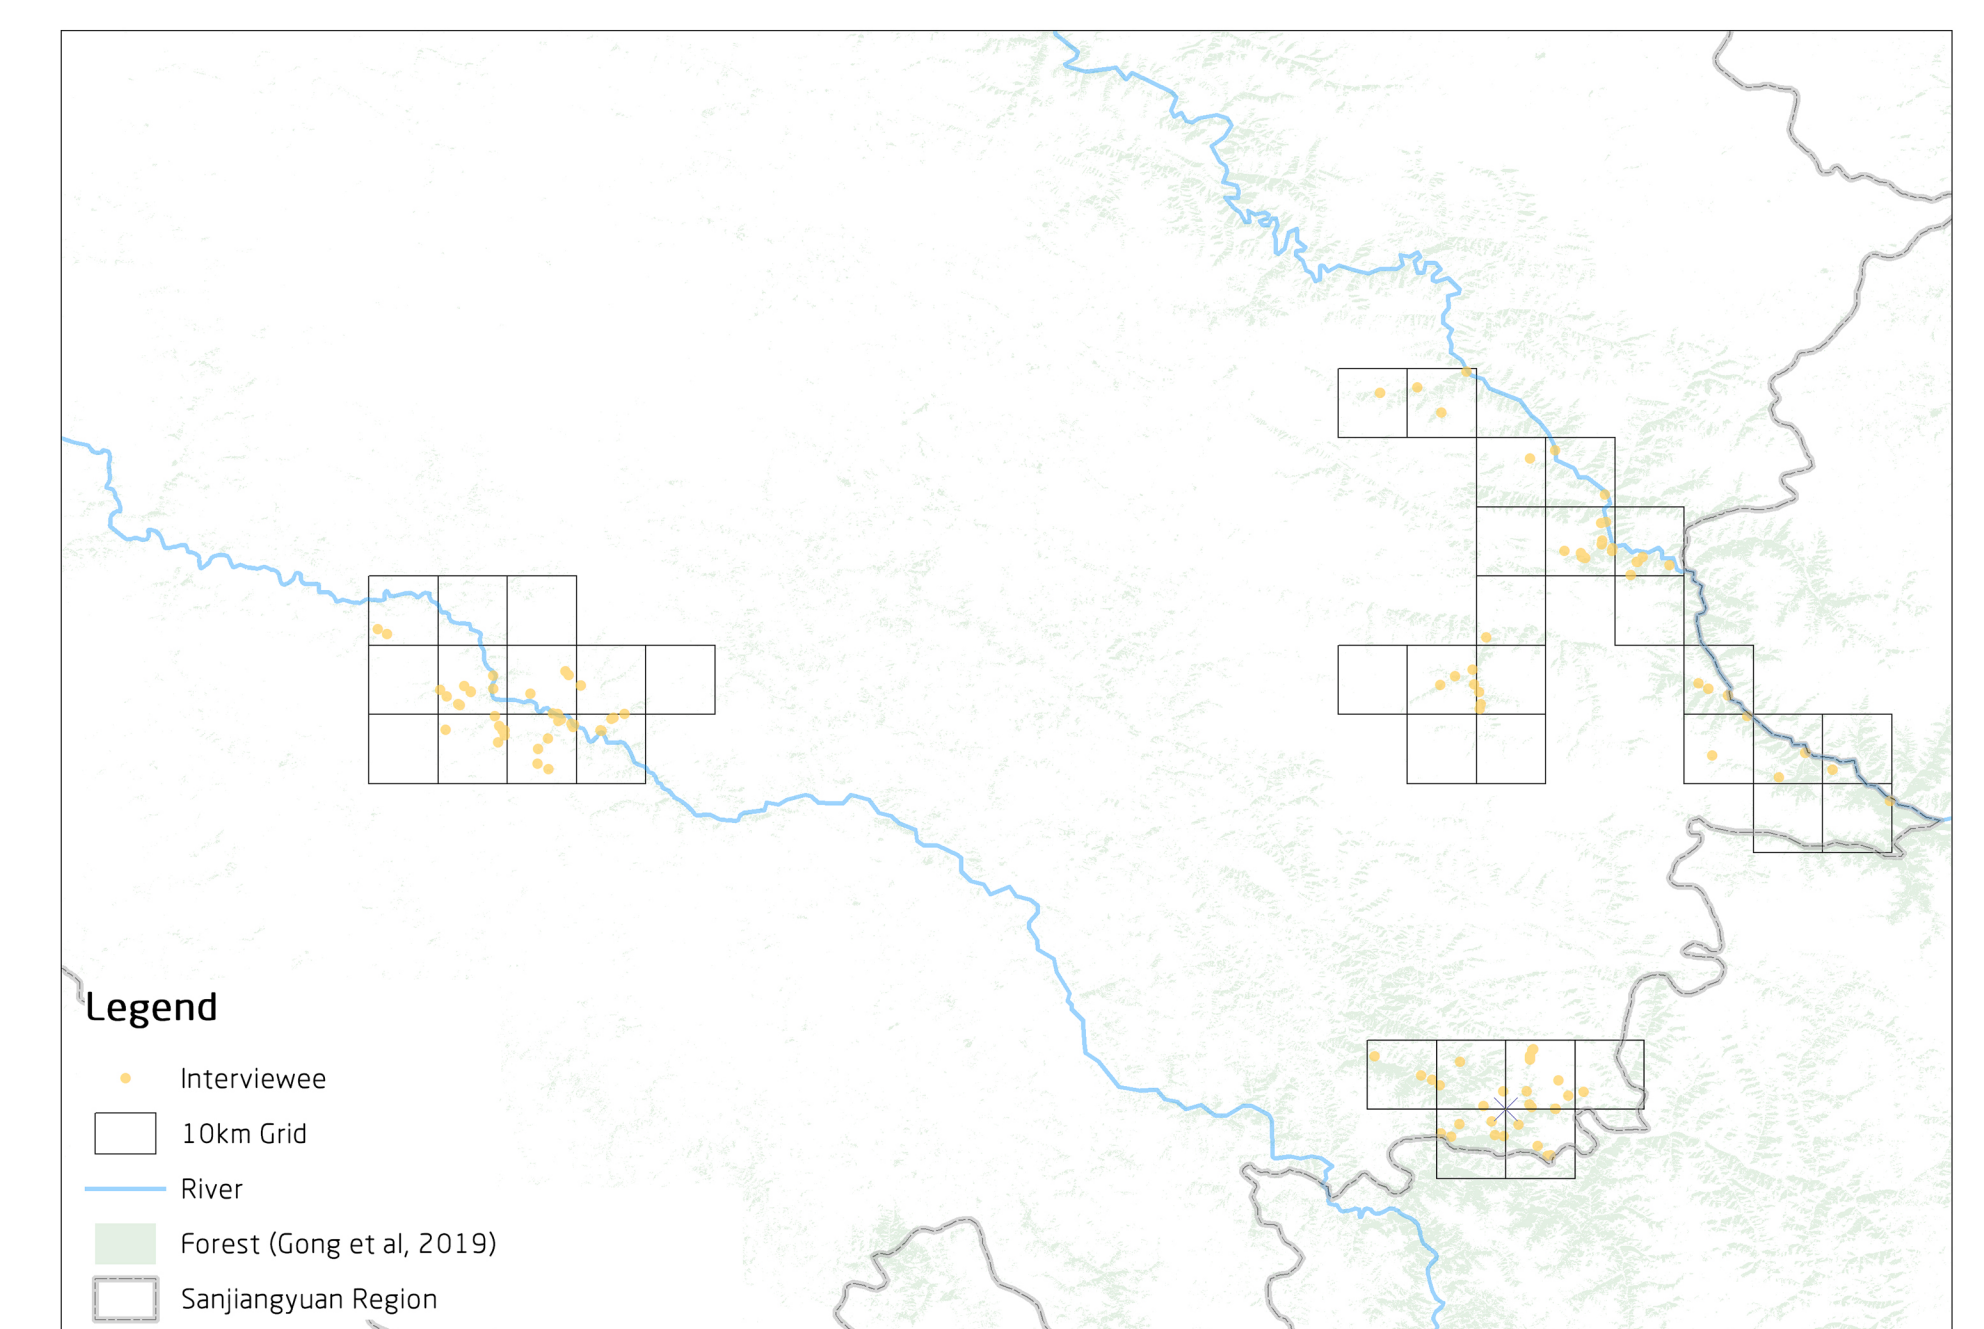 Legend
Interviewee
10km Grid
River
Forest (Gong et al, 2019)
Sanjiangyuan Region